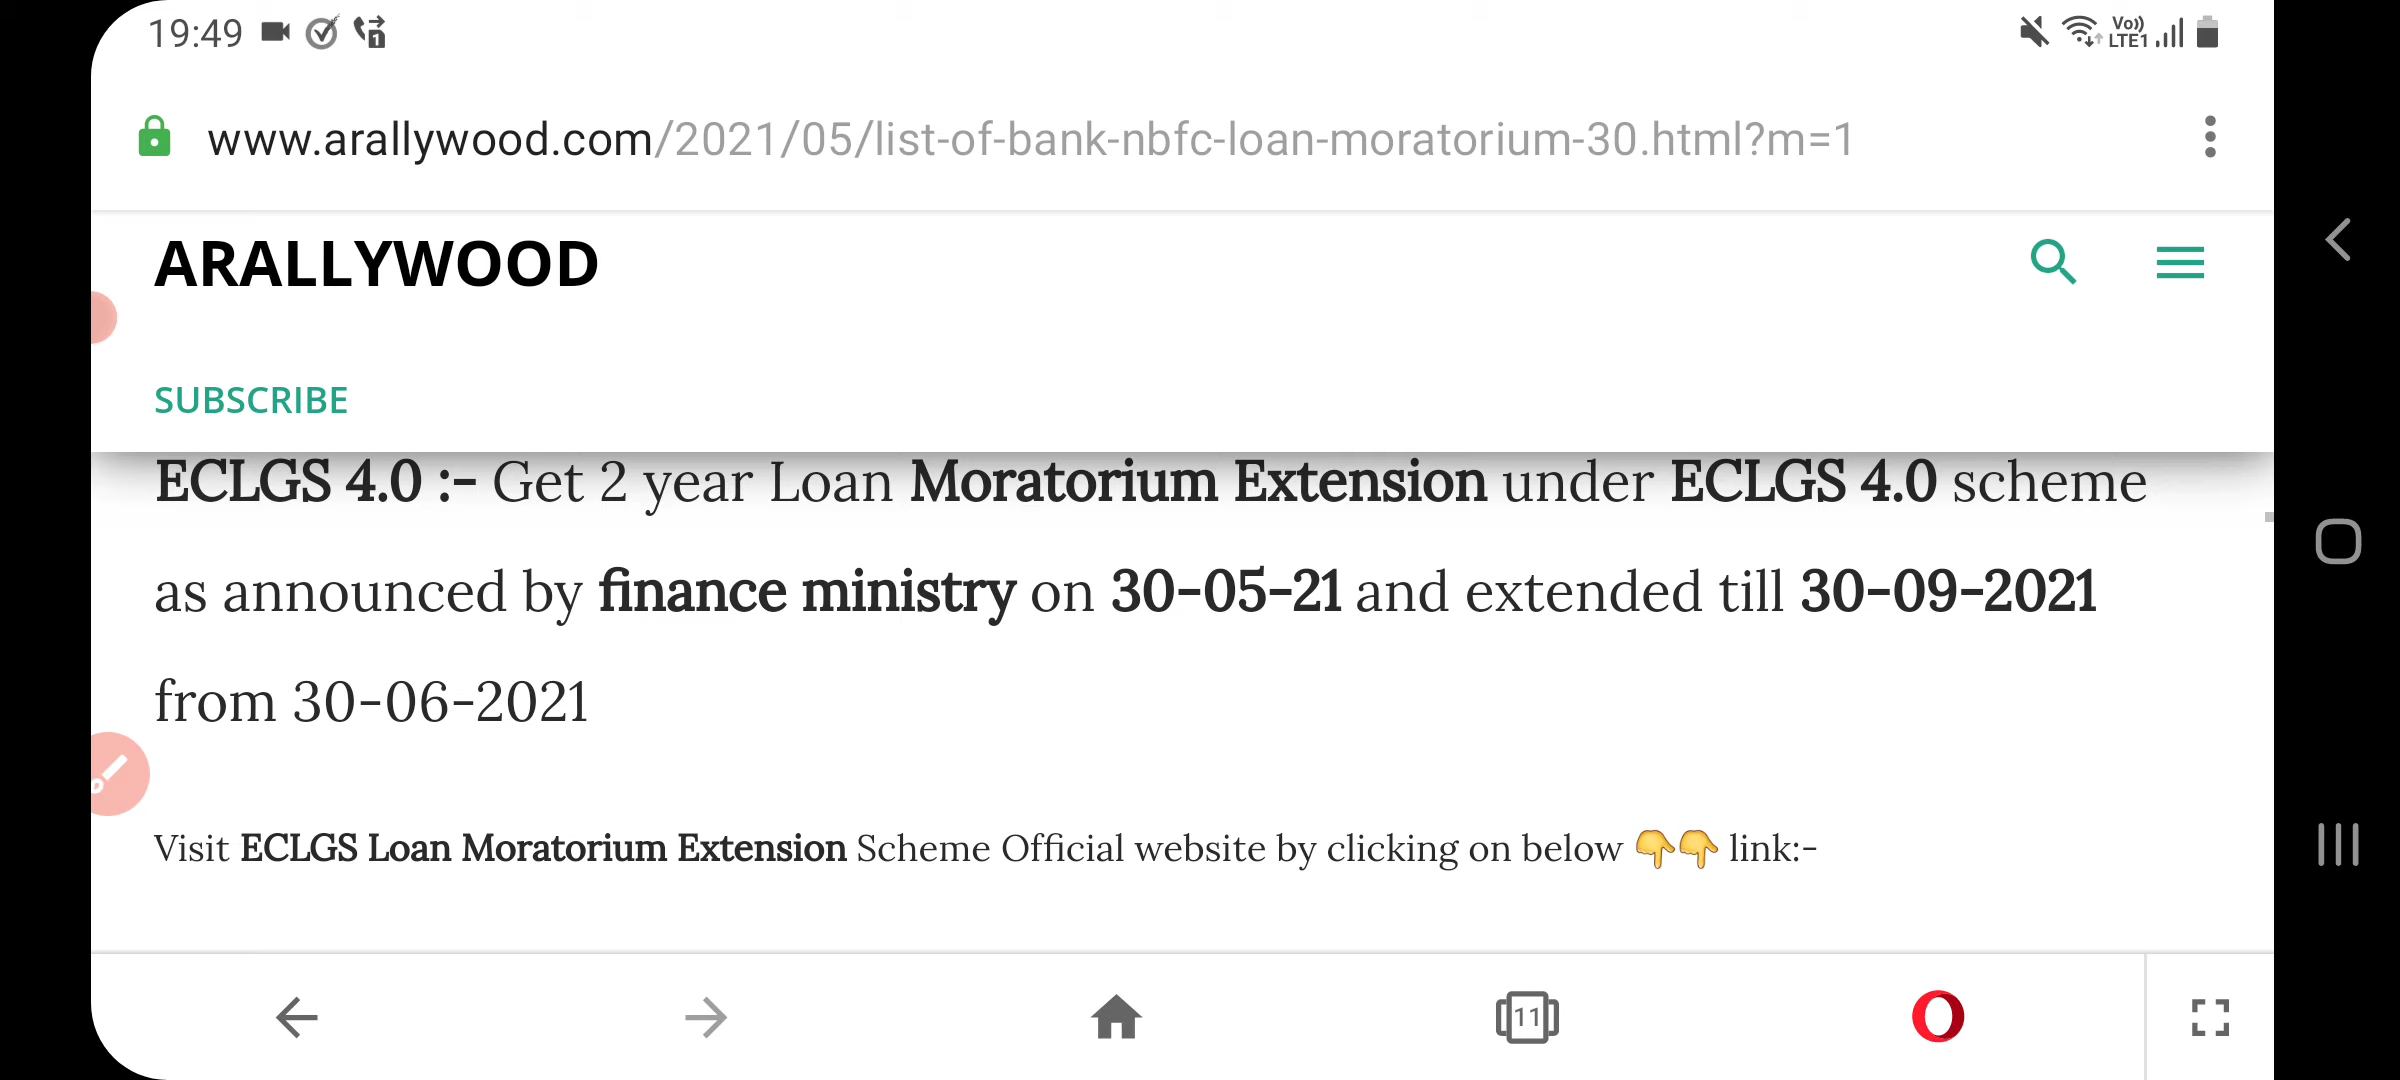 19:49
Vo))
LTE1
www.arallywood.com/2021/05/list-of-bank-nbfc-loan-moratorium-30.html?m=1
ARALLYWOOD
SUBSCRIBE
ECLGS 4.0 :- Get 2 year Loan Moratorium Extension under ECLGS 4.0 scheme
as announced by finance ministry on 30-05-21 and extended till 30-09-2021
from 30-06-2021
Visit ECLGS Loan Moratorium Extension Scheme Official website by clicking on below 👇👇 link:-
11